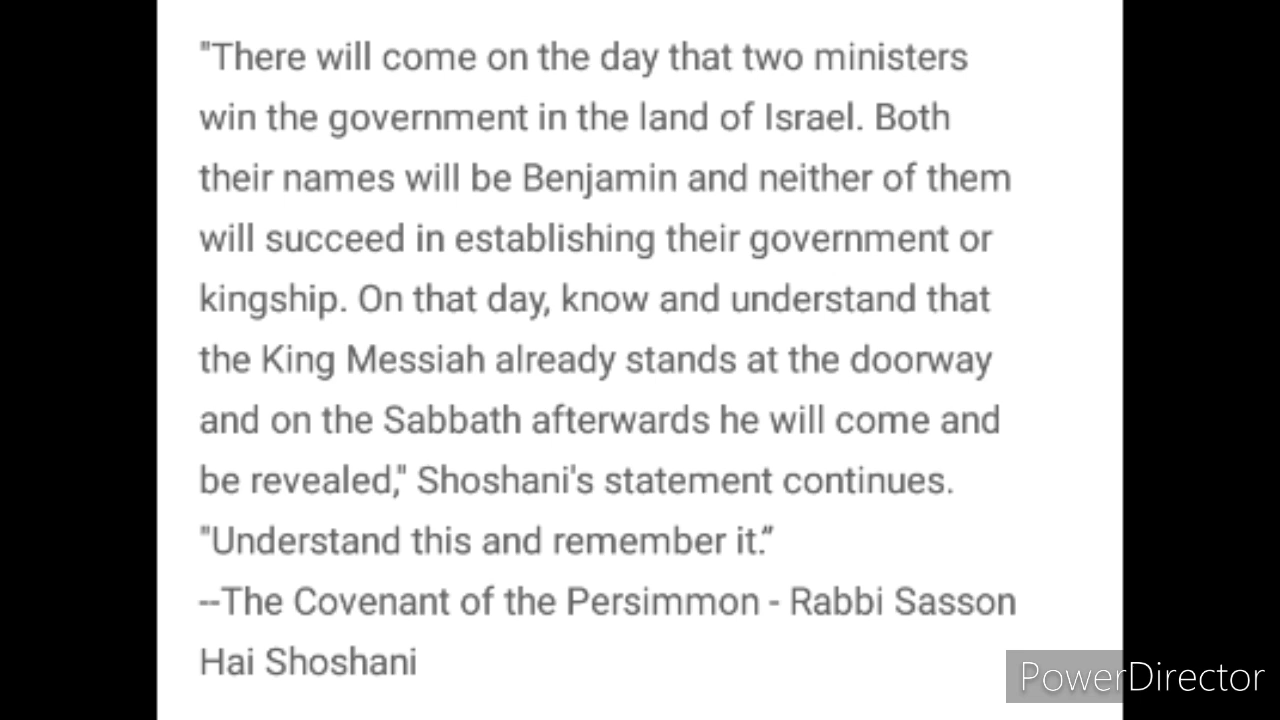 "There will come on the day that two ministers
win the government in the land of Israel. Both
their names will be Benjamin and neither of them
will succeed in establishing their government or
kingship. On that day, know and understand that
the King Messiah already stands at the doorway
and on the Sabbath afterwards he will come and
be revealed," Shoshani's statement continues.
"Understand this and remember it.”
--The Covenant of the Persimmon - Rabbi Sasson
Hai Shoshani
PowerDirector